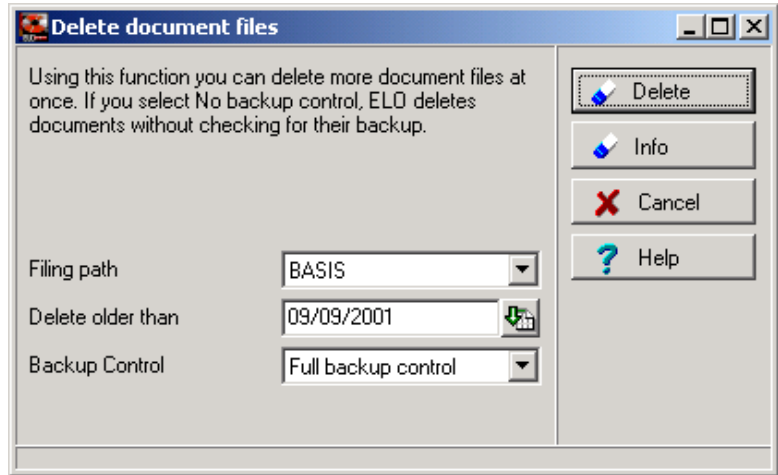 Delete document files
Using this function you can delete more document files at
once. If you select No backup control, ELO deletes
documents without checking for their backup.
Delete
Info
Cancel
Help
Filing path
BASIS
Delete older than
09/09/2001
Backup Control
Full backup control